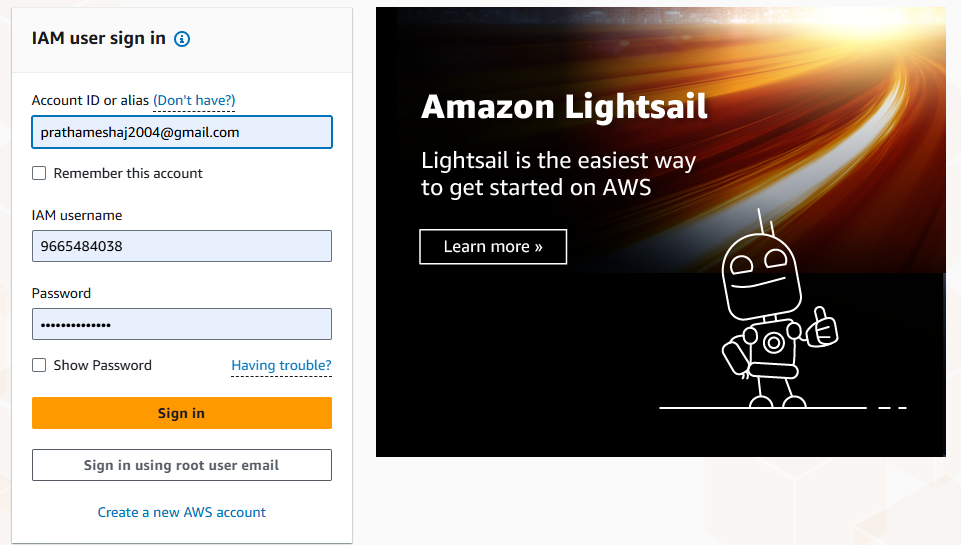 IAM user sign in
Account ID or alias (Don't have?)
prathameshaj2004@gmail.com
Remember this account
IAM username
9665484038
Password
••••••••••••••
Show Password
Having trouble?
Sign in
Sign in using root user email
Create a new AWS account
Amazon Lightsail
Lightsail is the easiest way
to get started on AWS
Learn more »